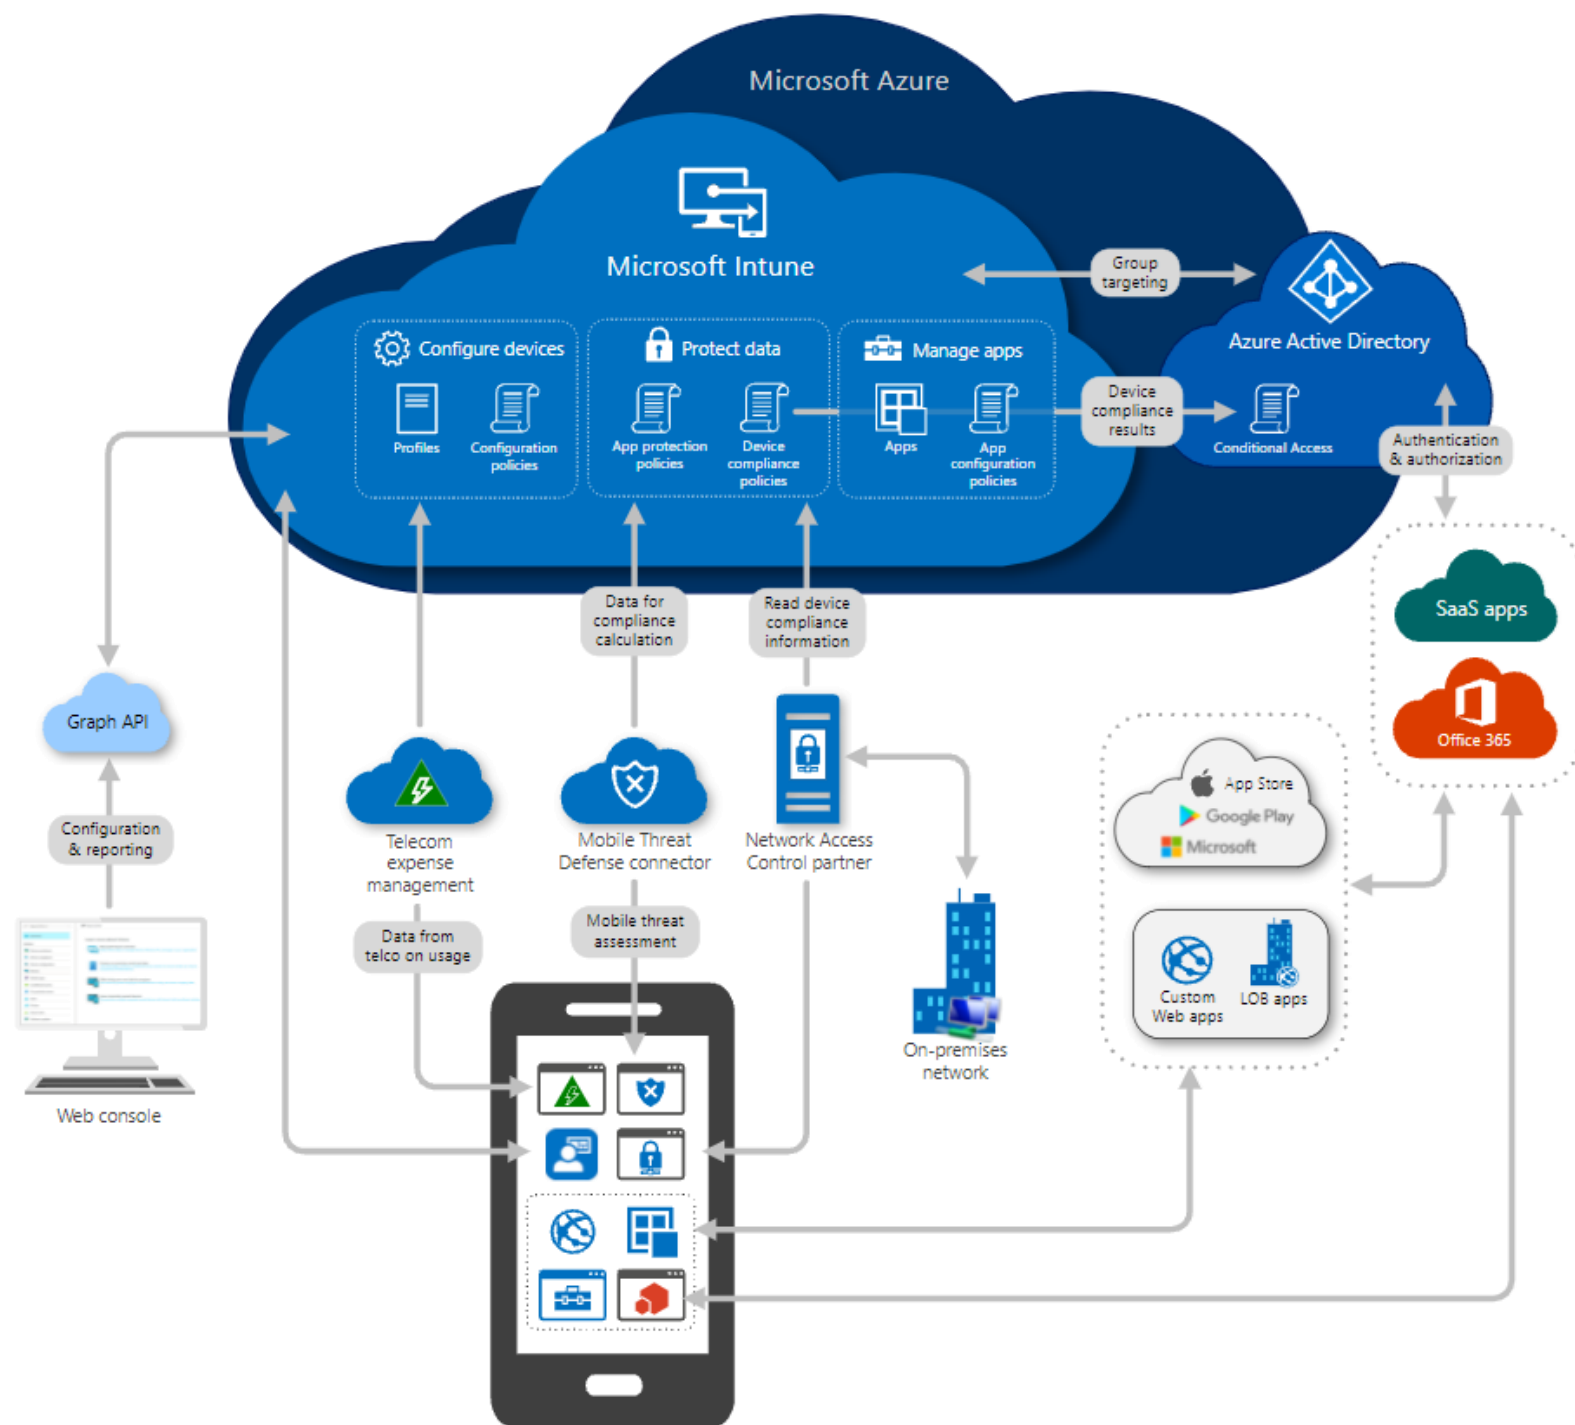 Microsoft Azure
Microsoft Intune
Group
targeting
Azure Active Directory
Configure devices
Protect data
Manage apps
Profiles
Configuration
policies
App protection
policies
Device
compliance
policies
Apps
App
configuration
policies
Device
compliance
results
Conditional Access
Authentication
& authorization
Data for
compliance
calculation
Read device
compliance
information
SaaS apps
Office 365
Graph API
Configuration
& reporting
Telecom
expense
management
Mobile Threat
Defense connector
Network Access
Control partner
App Store
Google Play
Microsoft
Data from
telco on usage
Mobile threat
assessment
Custom
Web apps
LOB apps
On-premises
network
Web console